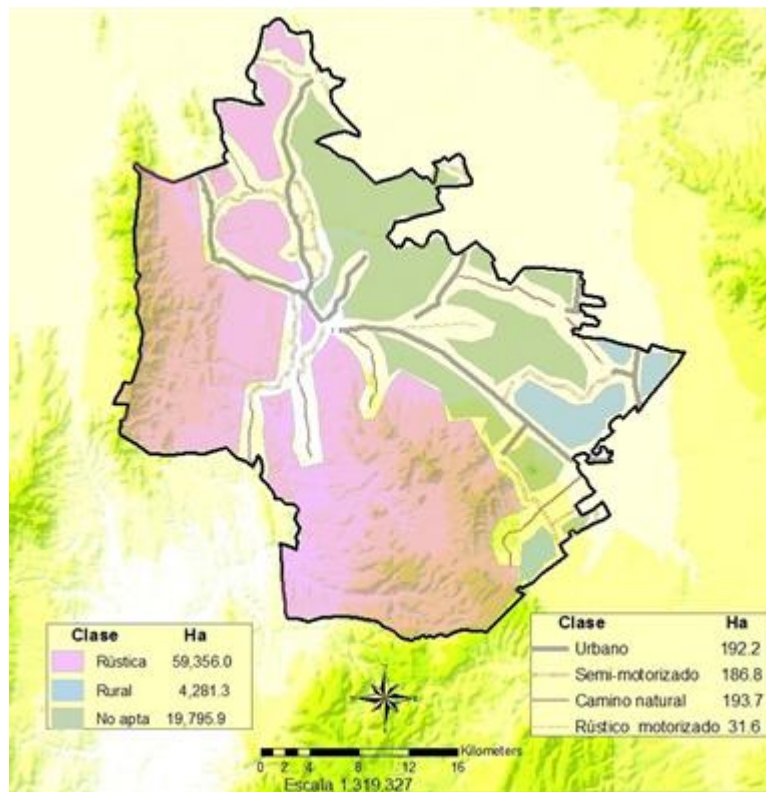 Clase Ha
Rústica 59,356.0
Rural 4,281.3
No apta 19,795.9
Clase Ha
Urbano 192.2
Semi-motorizado 186.8
Camino natural 193.7
Rústico motorizado 31.6
Kilometers
0 2 4 8 12 16
Escala 1.319.327